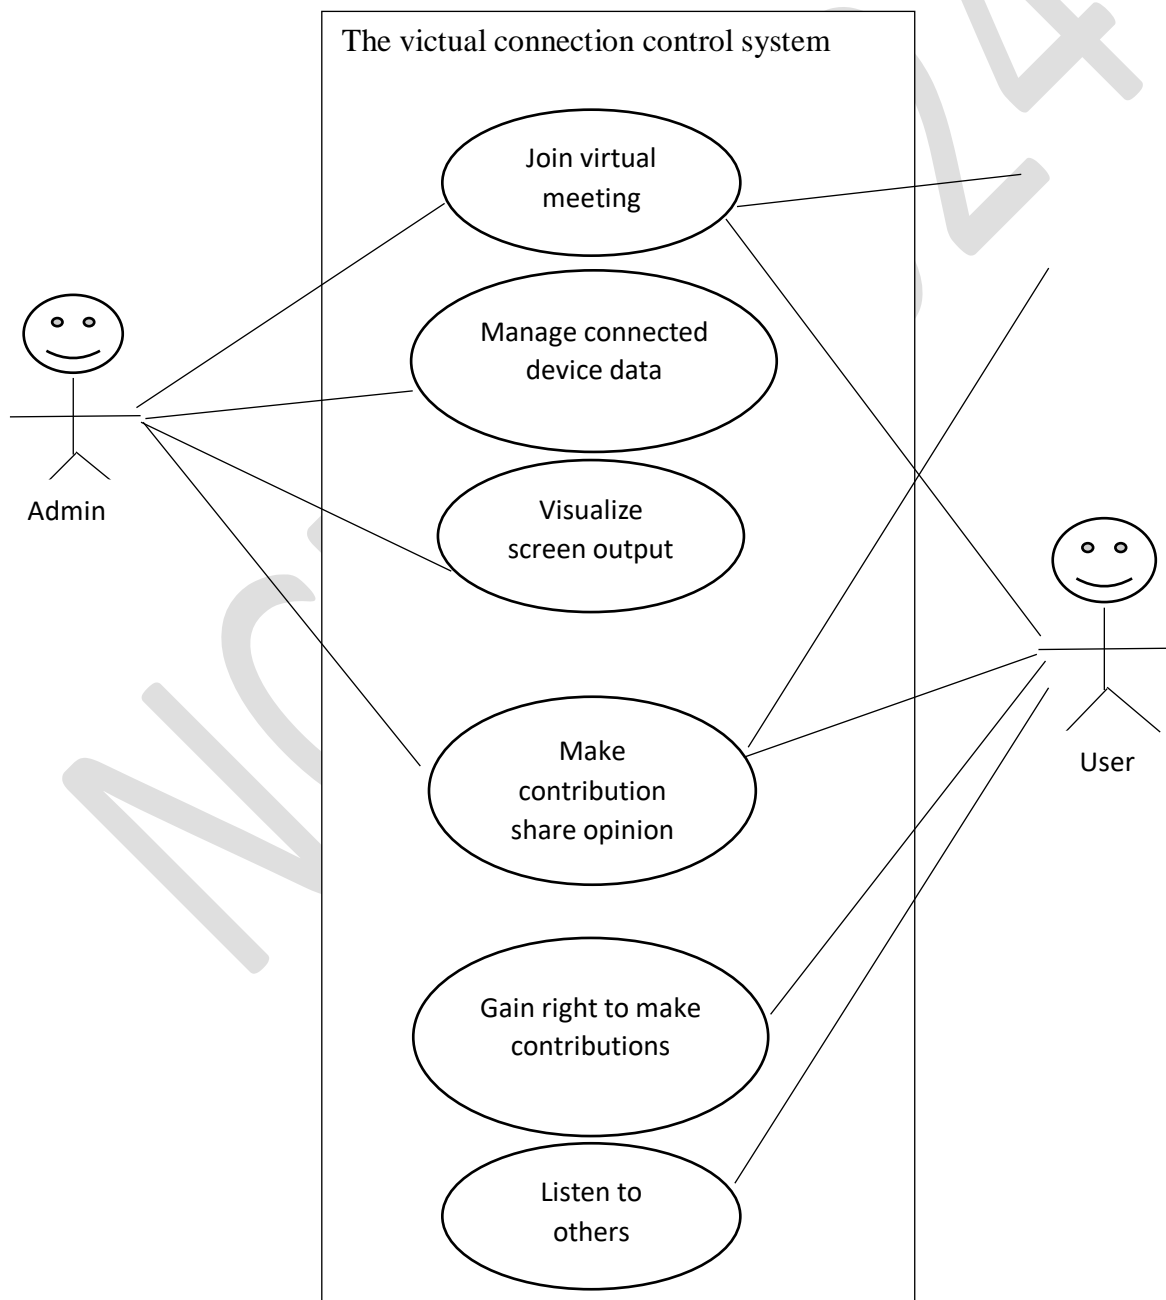 The victual connection control system
Join virtual
meeting
Manage connected
device data
Visualize
screen output
Admin
Make
contribution
share opinion
User
Gain right to make
contributions
Listen to
others